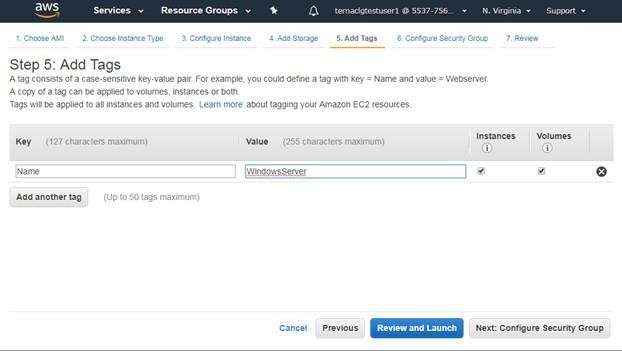 aws Services Resource Groups ternaclgtestuser1 @ 5537-756... N. Virginia Support
1. Choose AMI 2. Choose Instance Type 3. Configure Instance 4. Add Storage 5. Add Tags 6. Configure Security Group 7. Review
Step 5: Add Tags
A tag consists of a case-sensitive key-value pair. For example, you could define a tag with key = Name and value = Webserver.
A copy of a tag can be applied to volumes, instances or both.
Tags will be applied to all instances and volumes. Learn more about tagging your Amazon EC2 resources.
Key (127 characters maximum) Value (255 characters maximum) Instances Volumes
Name WindowsServer
Add another tag (Up to 50 tags maximum)
Cancel Previous Review and Launch Next: Configure Security Group